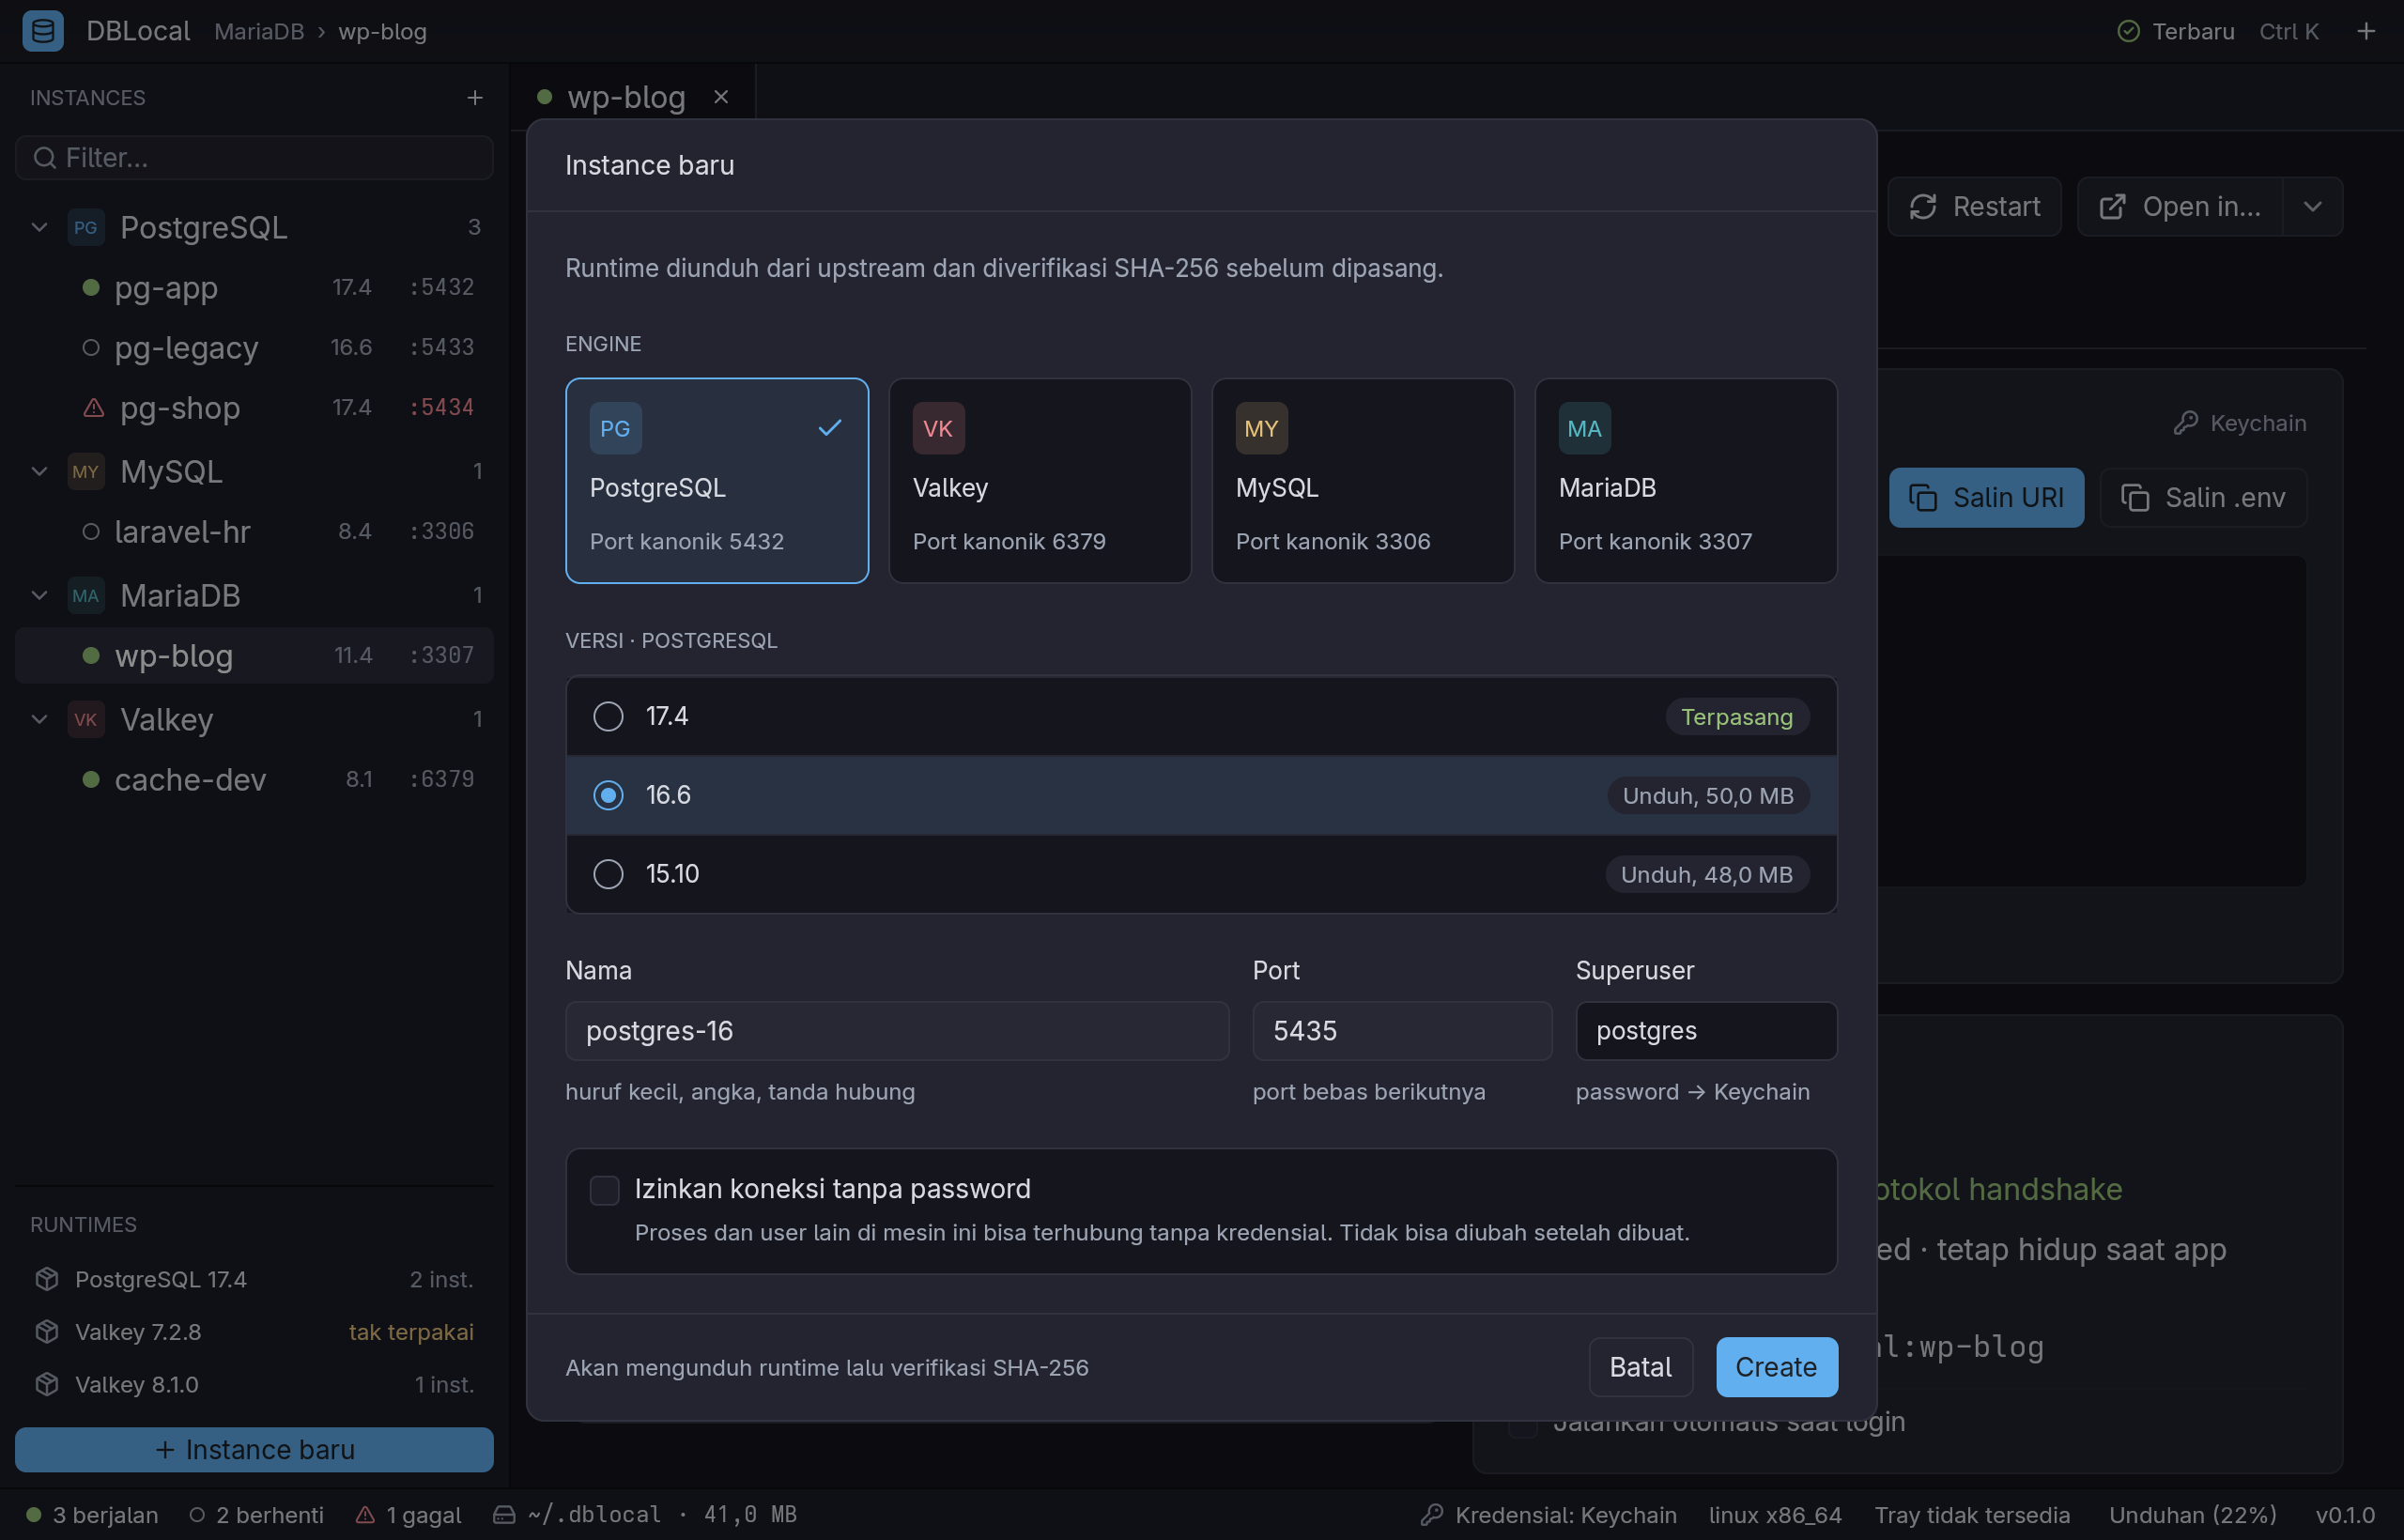 DBLocal MariaDB › wp-blog
Terbaru Ctrl K
INSTANCES
Filter...
PG PostgreSQL 3
pg-app 17.4 :5432
pg-legacy 16.6 :5433
pg-shop 17.4 :5434
MY MySQL 1
laravel-hr 8.4 :3306
MA MariaDB 1
wp-blog 11.4 :3307
VK Valkey 1
cache-dev 8.1 :6379
RUNTIMES
PostgreSQL 17.4 2 inst.
Valkey 7.2.8 tak terpakai
Valkey 8.1.0 1 inst.
+ Instance baru
wp-blog ×
Restart Open in...
Keychain
Salin URI Salin .env
Instance baru
Runtime diunduh dari upstream dan diverifikasi SHA-256 sebelum dipasang.
ENGINE
PG
PostgreSQL
Port kanonik 5432
VK
Valkey
Port kanonik 6379
MY
MySQL
Port kanonik 3306
MA
MariaDB
Port kanonik 3307
VERSI · POSTGRESQL
17.4 Terpasang
16.6 Unduh, 50,0 MB
15.10 Unduh, 48,0 MB
Nama
postgres-16
huruf kecil, angka, tanda hubung
Port
5435
port bebas berikutnya
Superuser
postgres
password → Keychain
Izinkan koneksi tanpa password
Proses dan user lain di mesin ini bisa terhubung tanpa kredensial. Tidak bisa diubah setelah dibuat.
Akan mengunduh runtime lalu verifikasi SHA-256
Batal Create
otokol handshake
ed · tetap hidup saat app
al:wp-blog
Jalankan otomatis saat login
3 berjalan 2 berhenti 1 gagal ~/.dblocal · 41,0 MB
Kredensial: Keychain linux x86_64 Tray tidak tersedia Unduhan (22%) v0.1.0